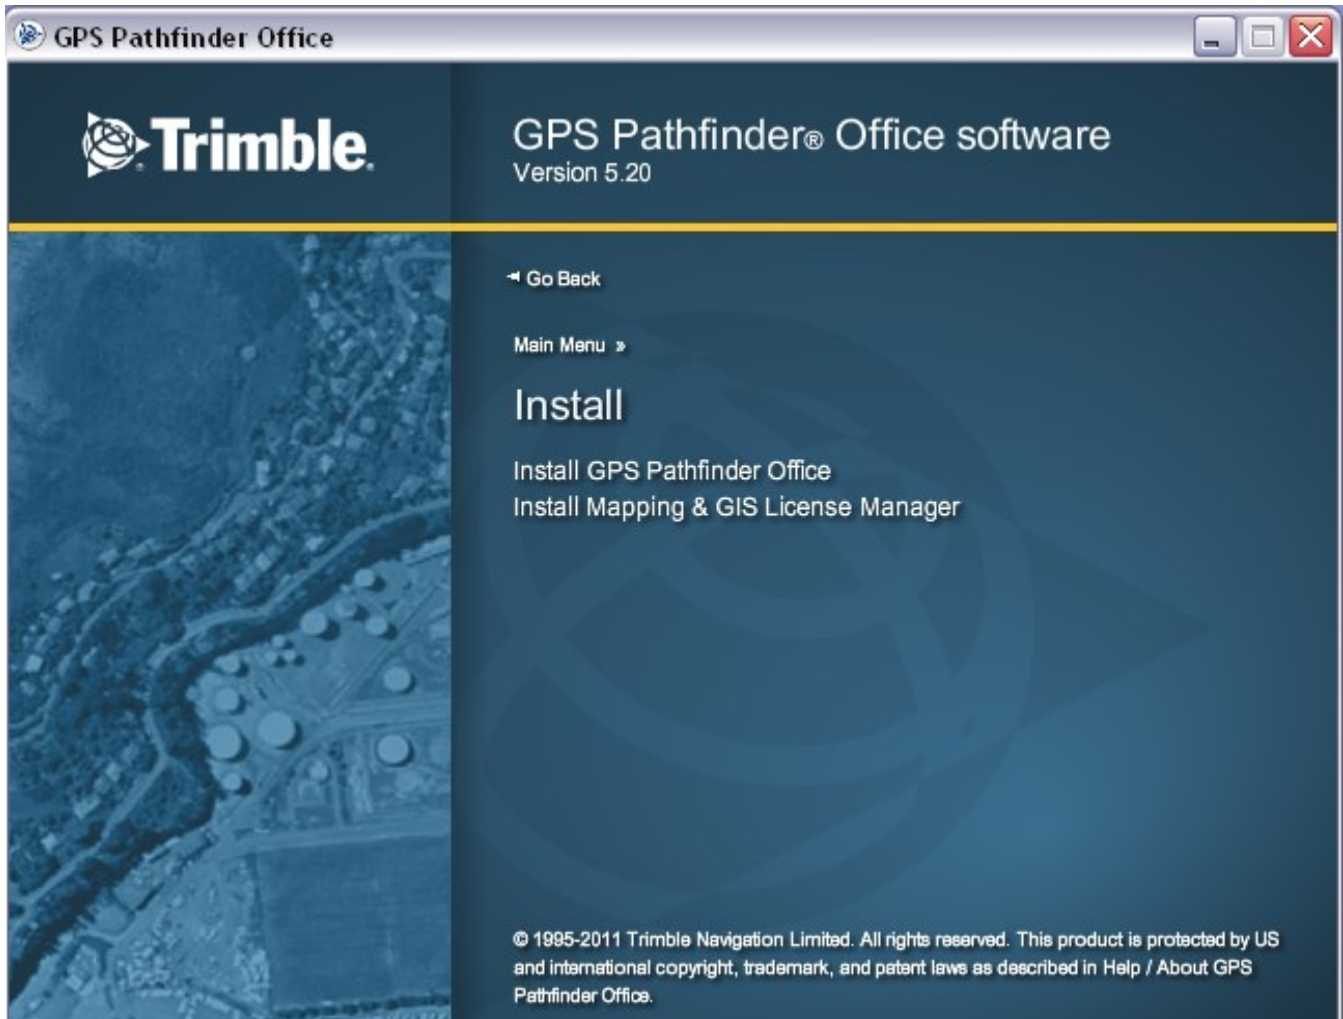 GPS Pathfinder Office
Trimble.
GPS Pathfinder® Office software
Version 5.20
Go Back
Main Menu »
Install
Install GPS Pathfinder Office
Install Mapping & GIS License Manager
© 1995-2011 Trimble Navigation Limited. All rights reserved. This product is protected by US
and international copyright, trademark, and patent laws as described in Help / About GPS
Pathfinder Office.